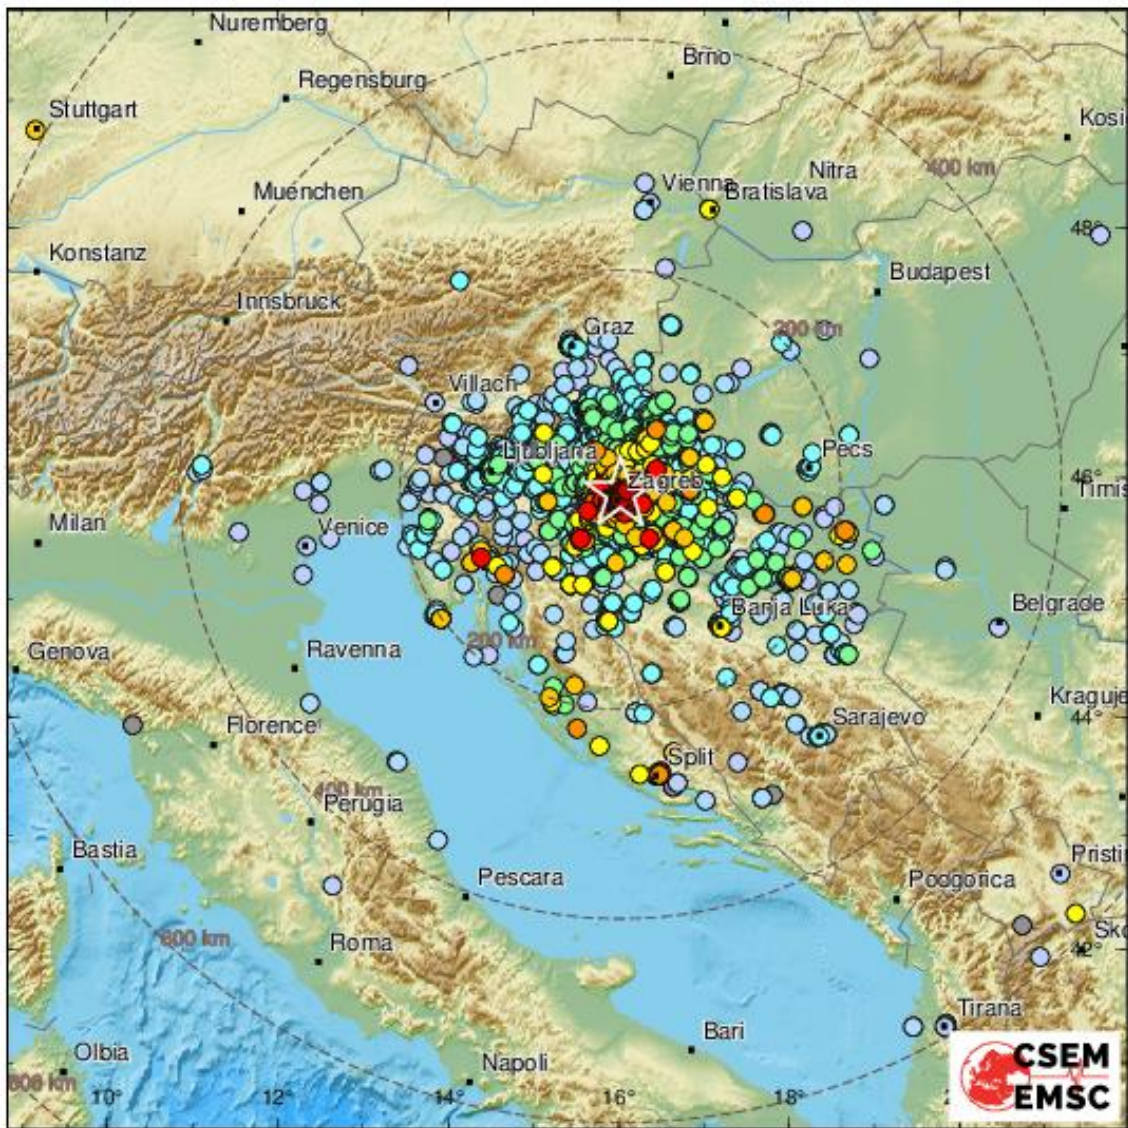 Nuremberg
Brno
Regensburg
Stuttgart
Kosi
Nitra
400 km
Muenchen
Vienna
Bratislava
48°
Konstanz
Budapest
Innsbruck
Graz
200 km
Villach
Ljubljana
Pecs
Zagreb
46°
Timis
Milan
Venice
Banja Luka
Belgrade
200 km
Genova
Ravenna
Kraguje
Florence
Sarajevo
44°
Split
400 km
Perugia
Bastia
Pristi
Pescara
Podgorica
600 km
Roma
Sko
42°
Tirana
Bari
Olbia
Napoli
800 km
10°
12°
14°
16°
18°
CSEM
EMSC